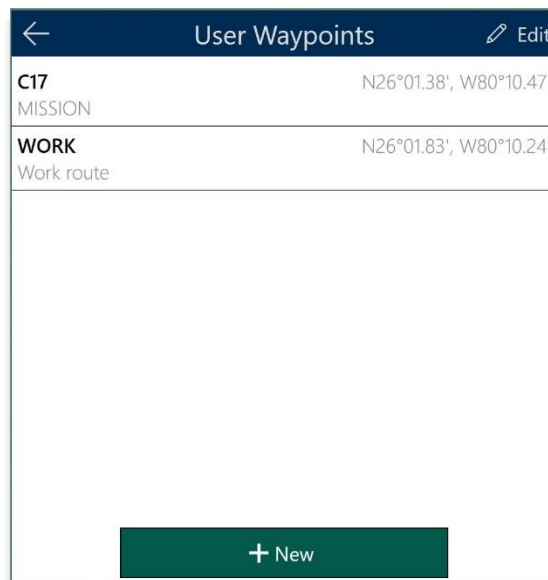 User Waypoints Edit
C17 N26°01.38', W80°10.47
MISSION
WORK N26°01.83', W80°10.24
Work route
+ New